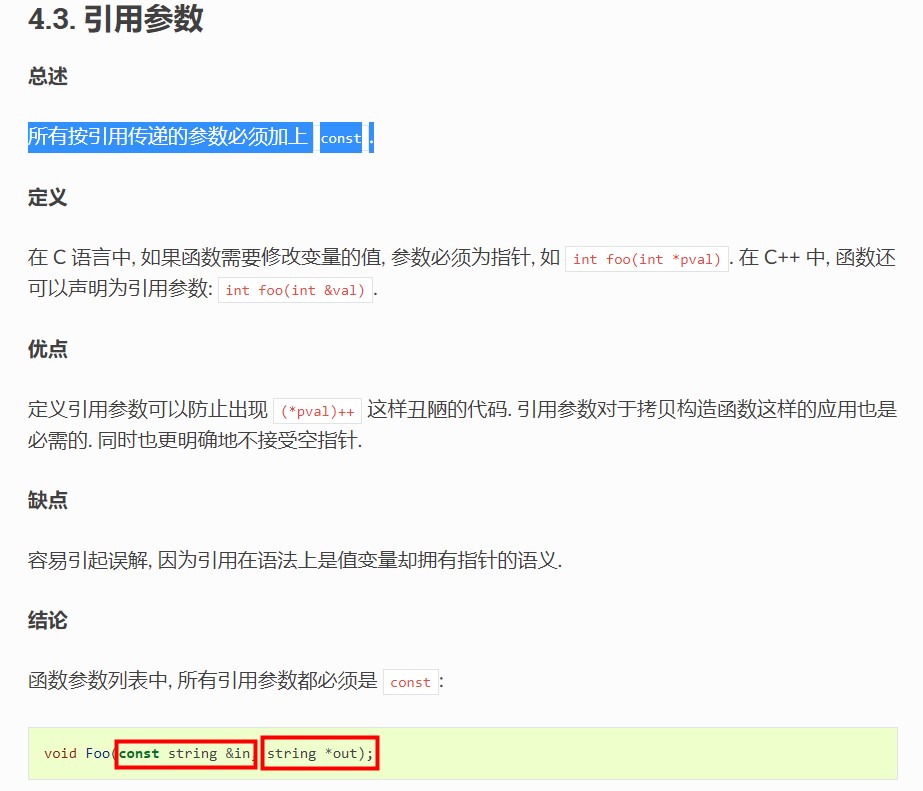 4.3. 引用参数
总述
所有按引用传递的参数必须加上 const .
定义
在 C 语言中, 如果函数需要修改变量的值, 参数必须为指针, 如 int foo(int *pval) . 在 C++ 中, 函数还
可以声明为引用参数: int foo(int &val) .
优点
定义引用参数可以防止出现 (*pval)++ 这样丑陋的代码. 引用参数对于拷贝构造函数这样的应用也是
必需的. 同时也更明确地不接受空指针.
缺点
容易引起误解, 因为引用在语法上是值变量却拥有指针的语义.
结论
函数参数列表中, 所有引用参数都必须是 const :
void Foo(const string &in, string *out);